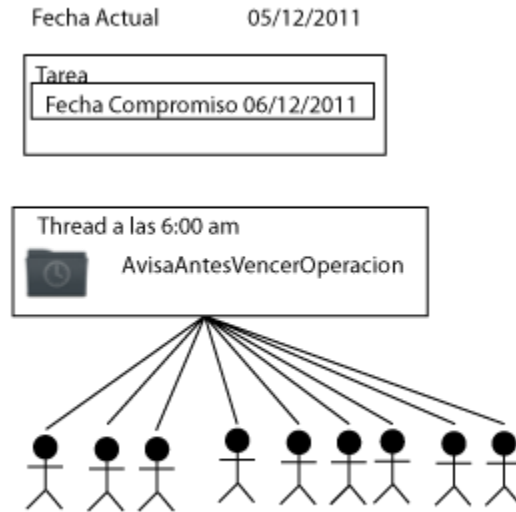 Fecha Actual 05/12/2011
Tarea
Fecha Compromiso 06/12/2011
Thread a las 6:00 am
AvisaAntesVencerOperacion